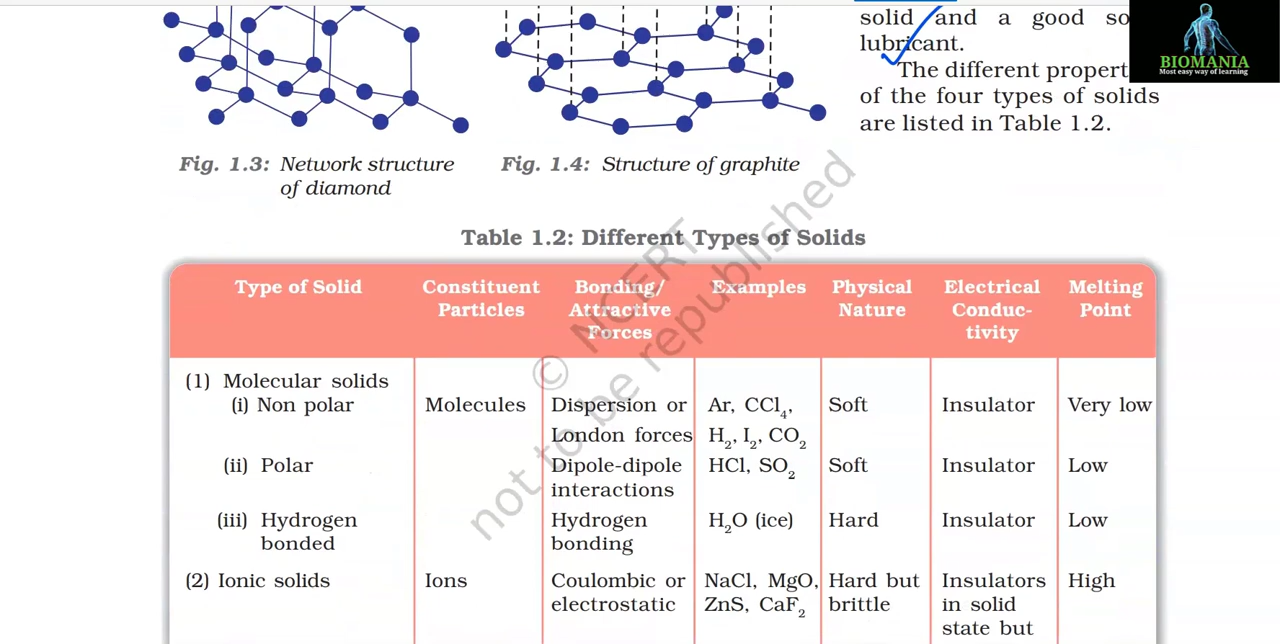 solid and a good so
lubricant.
The different propert
of the four types of solids
are listed in Table 1.2.
BIOMANIA
Most easy way of learning
Fig. 1.3: Network structure
of diamond
Fig. 1.4: Structure of graphite
© NCERT
not to be republished
Table 1.2: Different Types of Solids
Type of Solid Constituent Particles Bonding/ Attractive Forces Examples Physical Nature Electrical Conduc- tivity Melting Point
(1) Molecular solids
(i) Non polar Molecules Dispersion or Ar, CCl₄, Soft Insulator Very low
London forces H₂, I₂, CO₂
(ii) Polar Dipole-dipole HCl, SO₂ Soft Insulator Low
interactions
(iii) Hydrogen Hydrogen H₂O (ice) Hard Insulator Low
bonded bonding
(2) Ionic solids Ions Coulombic or NaCl, MgO, Hard but Insulators High
electrostatic ZnS, CaF₂ brittle in solid
state but